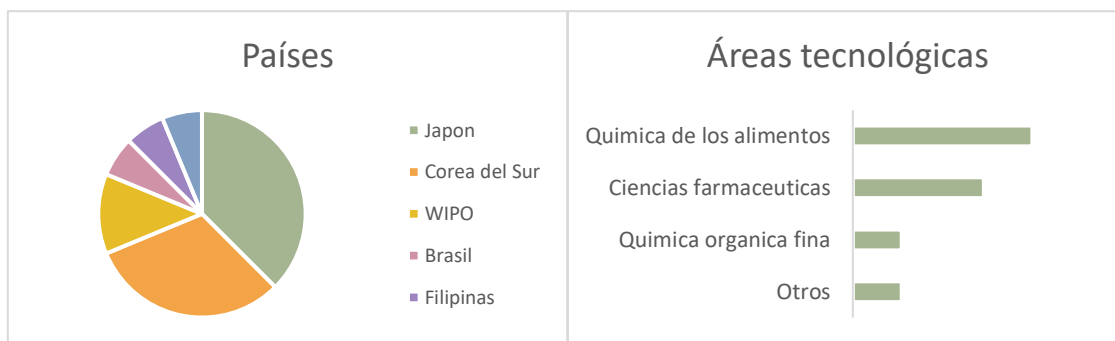 Países
Japon
Corea del Sur
WIPO
Brasil
Filipinas
Áreas tecnológicas
Quimica de los alimentos
Ciencias farmaceuticas
Quimica organica fina
Otros